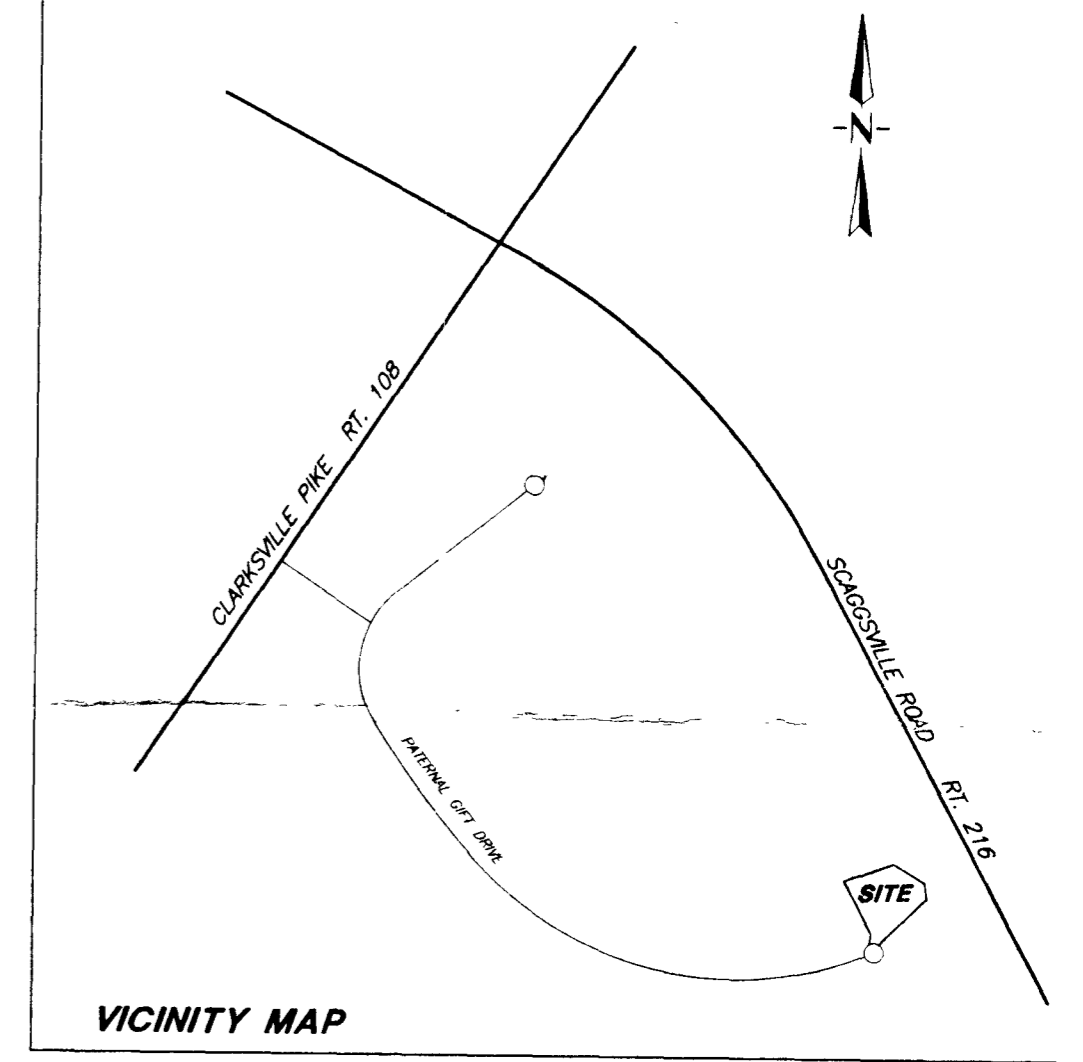 N
CLARKSVILLE PIKE RT. 108
SCAGGSVILLE ROAD RT. 216
PATERNAL GIFT DRIVE
SITE
VICINITY MAP